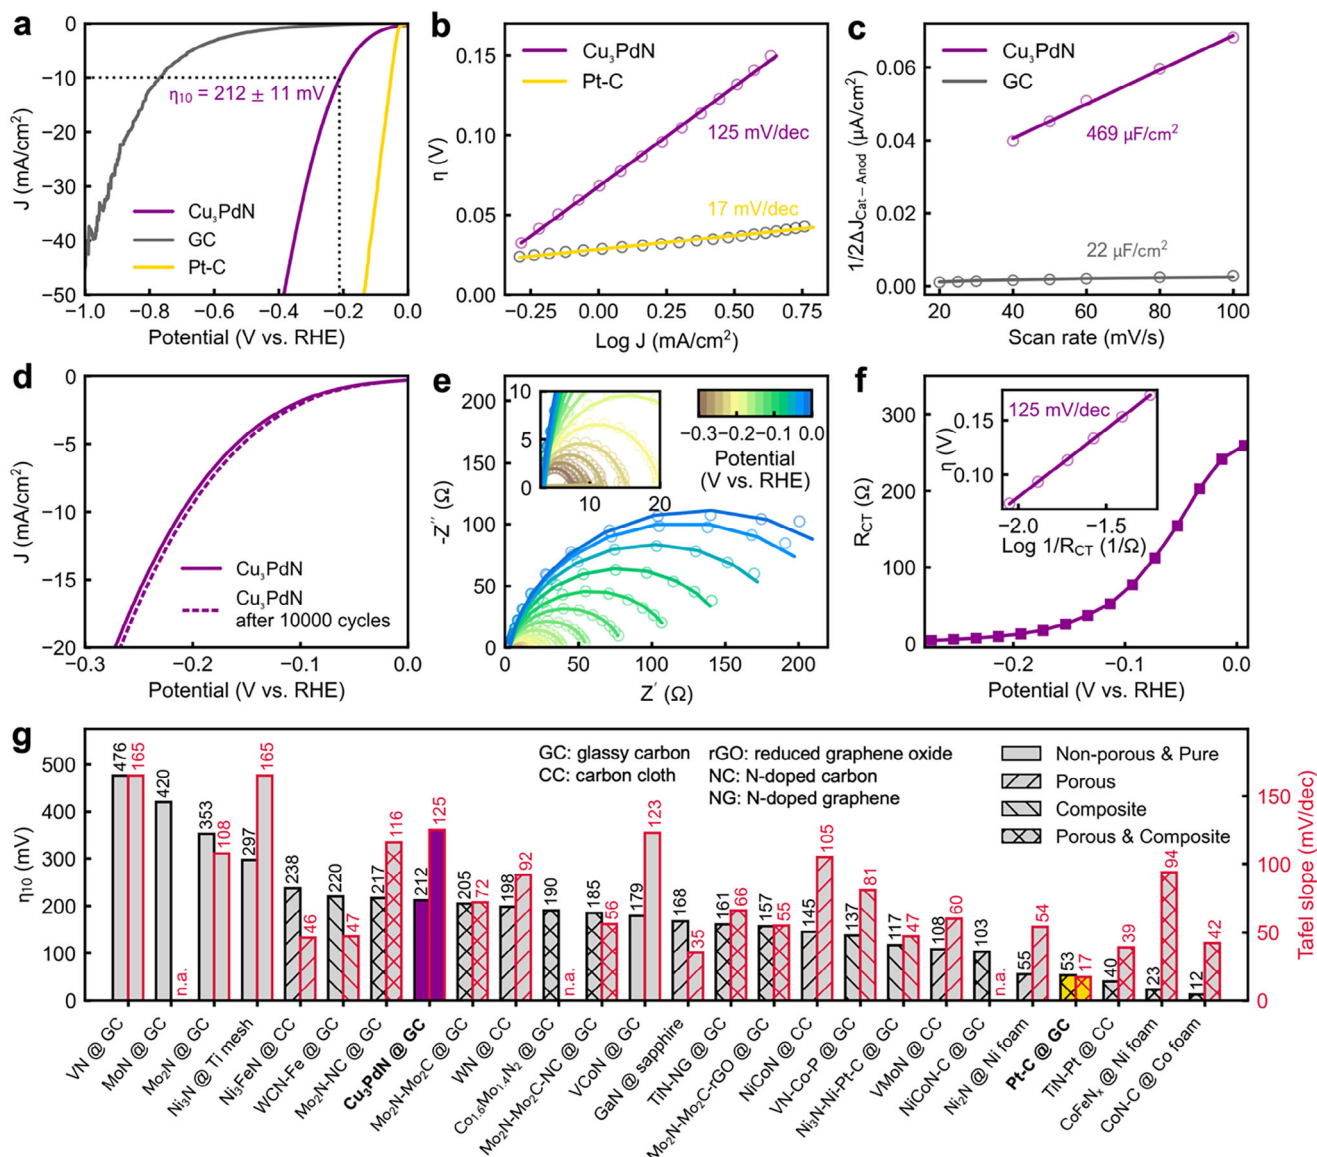 a
0
−10
−20
−30
−40
−50
J (mA/cm²)
η₁₀ = 212 ± 11 mV
Cu₃PdN
GC
Pt-C
−1.0 −0.8 −0.6 −0.4 −0.2 0.0
Potential (V vs. RHE)
b
0.15
0.10
0.05
0.00
η (V)
Cu₃PdN
Pt-C
125 mV/dec
17 mV/dec
−0.25 0.00 0.25 0.50 0.75
Log J (mA/cm²)
c
0.06
0.04
0.02
0.00
1/2ΔJCat − Anod (μA/cm²)
Cu₃PdN
GC
469 μF/cm²
22 μF/cm²
20 40 60 80 100
Scan rate (mV/s)
d
0
−5
−10
−15
−20
J (mA/cm²)
Cu₃PdN
Cu₃PdN
after 10000 cycles
−0.3 −0.2 −0.1 0.0
Potential (V vs. RHE)
e
200
150
100
50
0
-Z′′ (Ω)
10
5
0
10 20
−0.3 −0.2 −0.1 0.0
Potential
(V vs. RHE)
0 50 100 150 200
Z′ (Ω)
f
300
200
100
0
RCT (Ω)
125 mV/dec
0.15
0.10
η (V)
−2.0 −1.5
Log 1/RCT (1/Ω)
−0.2 −0.1 0.0
Potential (V vs. RHE)
g
500
400
300
200
100
0
η₁₀ (mV)
GC: glassy carbon
CC: carbon cloth
rGO: reduced graphene oxide
NC: N-doped carbon
NG: N-doped graphene
Non-porous & Pure
Porous
Composite
Porous & Composite
476 165
420 n.a.
353 108
297 165
238 46
220 47
217 116
212 125
205 72
198 92
190 n.a.
185 56
179 123
168 35
161 66
157 55
145 105
137 81
117 47
108 60
103 n.a.
55 54
53 17
40 39
23 94
12 42
150
100
50
0
Tafel slope (mV/dec)
VN @ GC
MoN @ GC
Mo₂N @ GC
Ni₃N @ Ti mesh
Ni₃FeN @ CC
WCN-Fe @ GC
Mo₂N-NC @ GC
Cu₃PdN @ GC
Mo₂N-Mo₂C @ GC
WN @ CC
Co₁.₆Mo₁.₄N₂ @ GC
Mo₂N-Mo₂C-NC @ GC
VCoN @ GC
GaN @ sapphire
TiN-NG @ GC
Mo₂N-Mo₂C-rGO @ GC
NiCoN @ CC
VN-Co-P @ GC
Ni₃N-Ni-Pt-C @ GC
VMoN @ CC
NiCoN-C @ GC
Ni₂N @ Ni foam
Pt-C @ GC
TiN-Pt @ CC
CoFeNₓ @ Ni foam
CoN-C @ Co foam